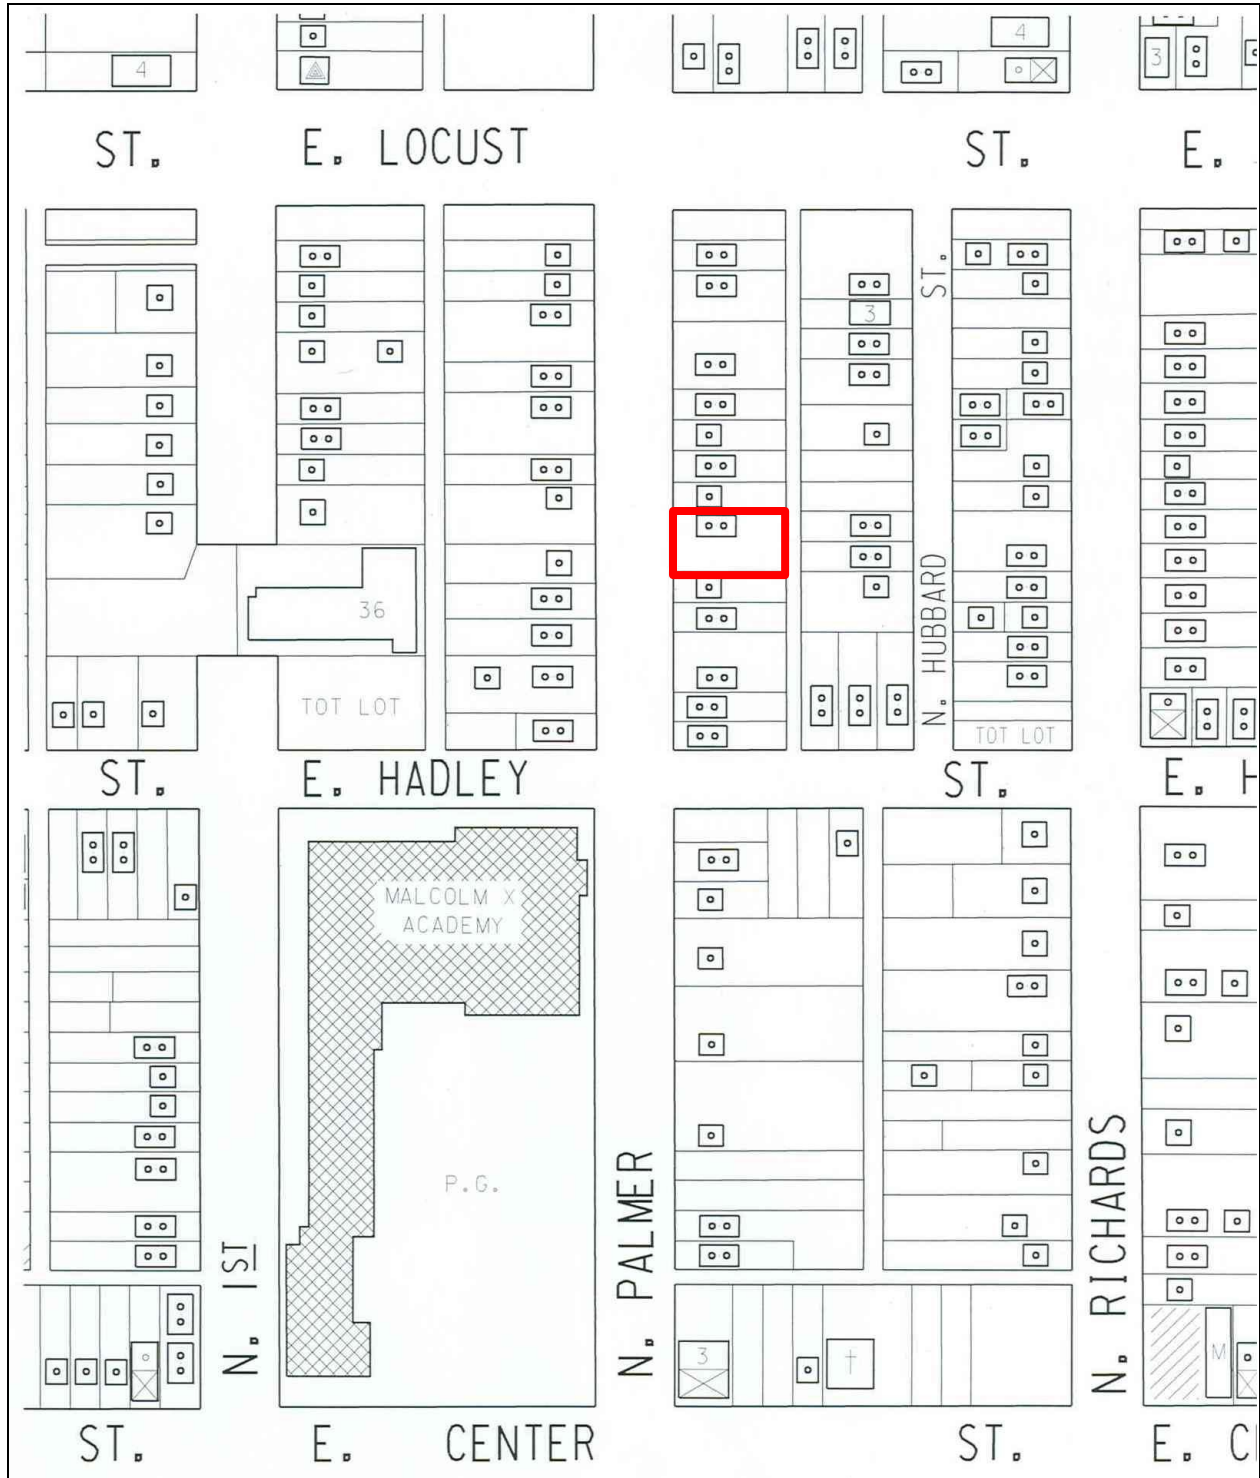 4
4
3
ST. E. LOCUST ST. E.
ST.
3
N. HUBBARD
36
TOT LOT
TOT LOT
ST. E. HADLEY ST. E. H
MALCOLM X
ACADEMY
P.G.
N. 1ST
N. PALMER
N. RICHARDS
3
M
ST. E. CENTER ST. E. C